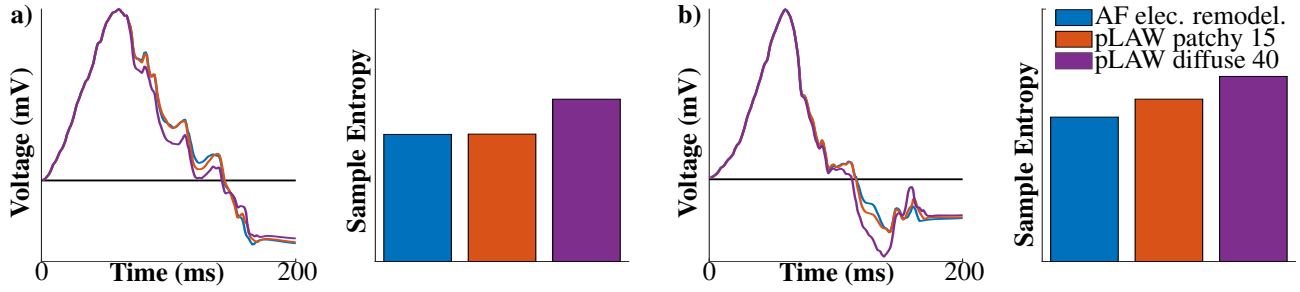 a)
Voltage (mV)
0
Time (ms)
200
Sample Entropy
b)
Voltage (mV)
0
Time (ms)
200
Sample Entropy
AF elec. remodel.
pLAW patchy 15
pLAW diffuse 40